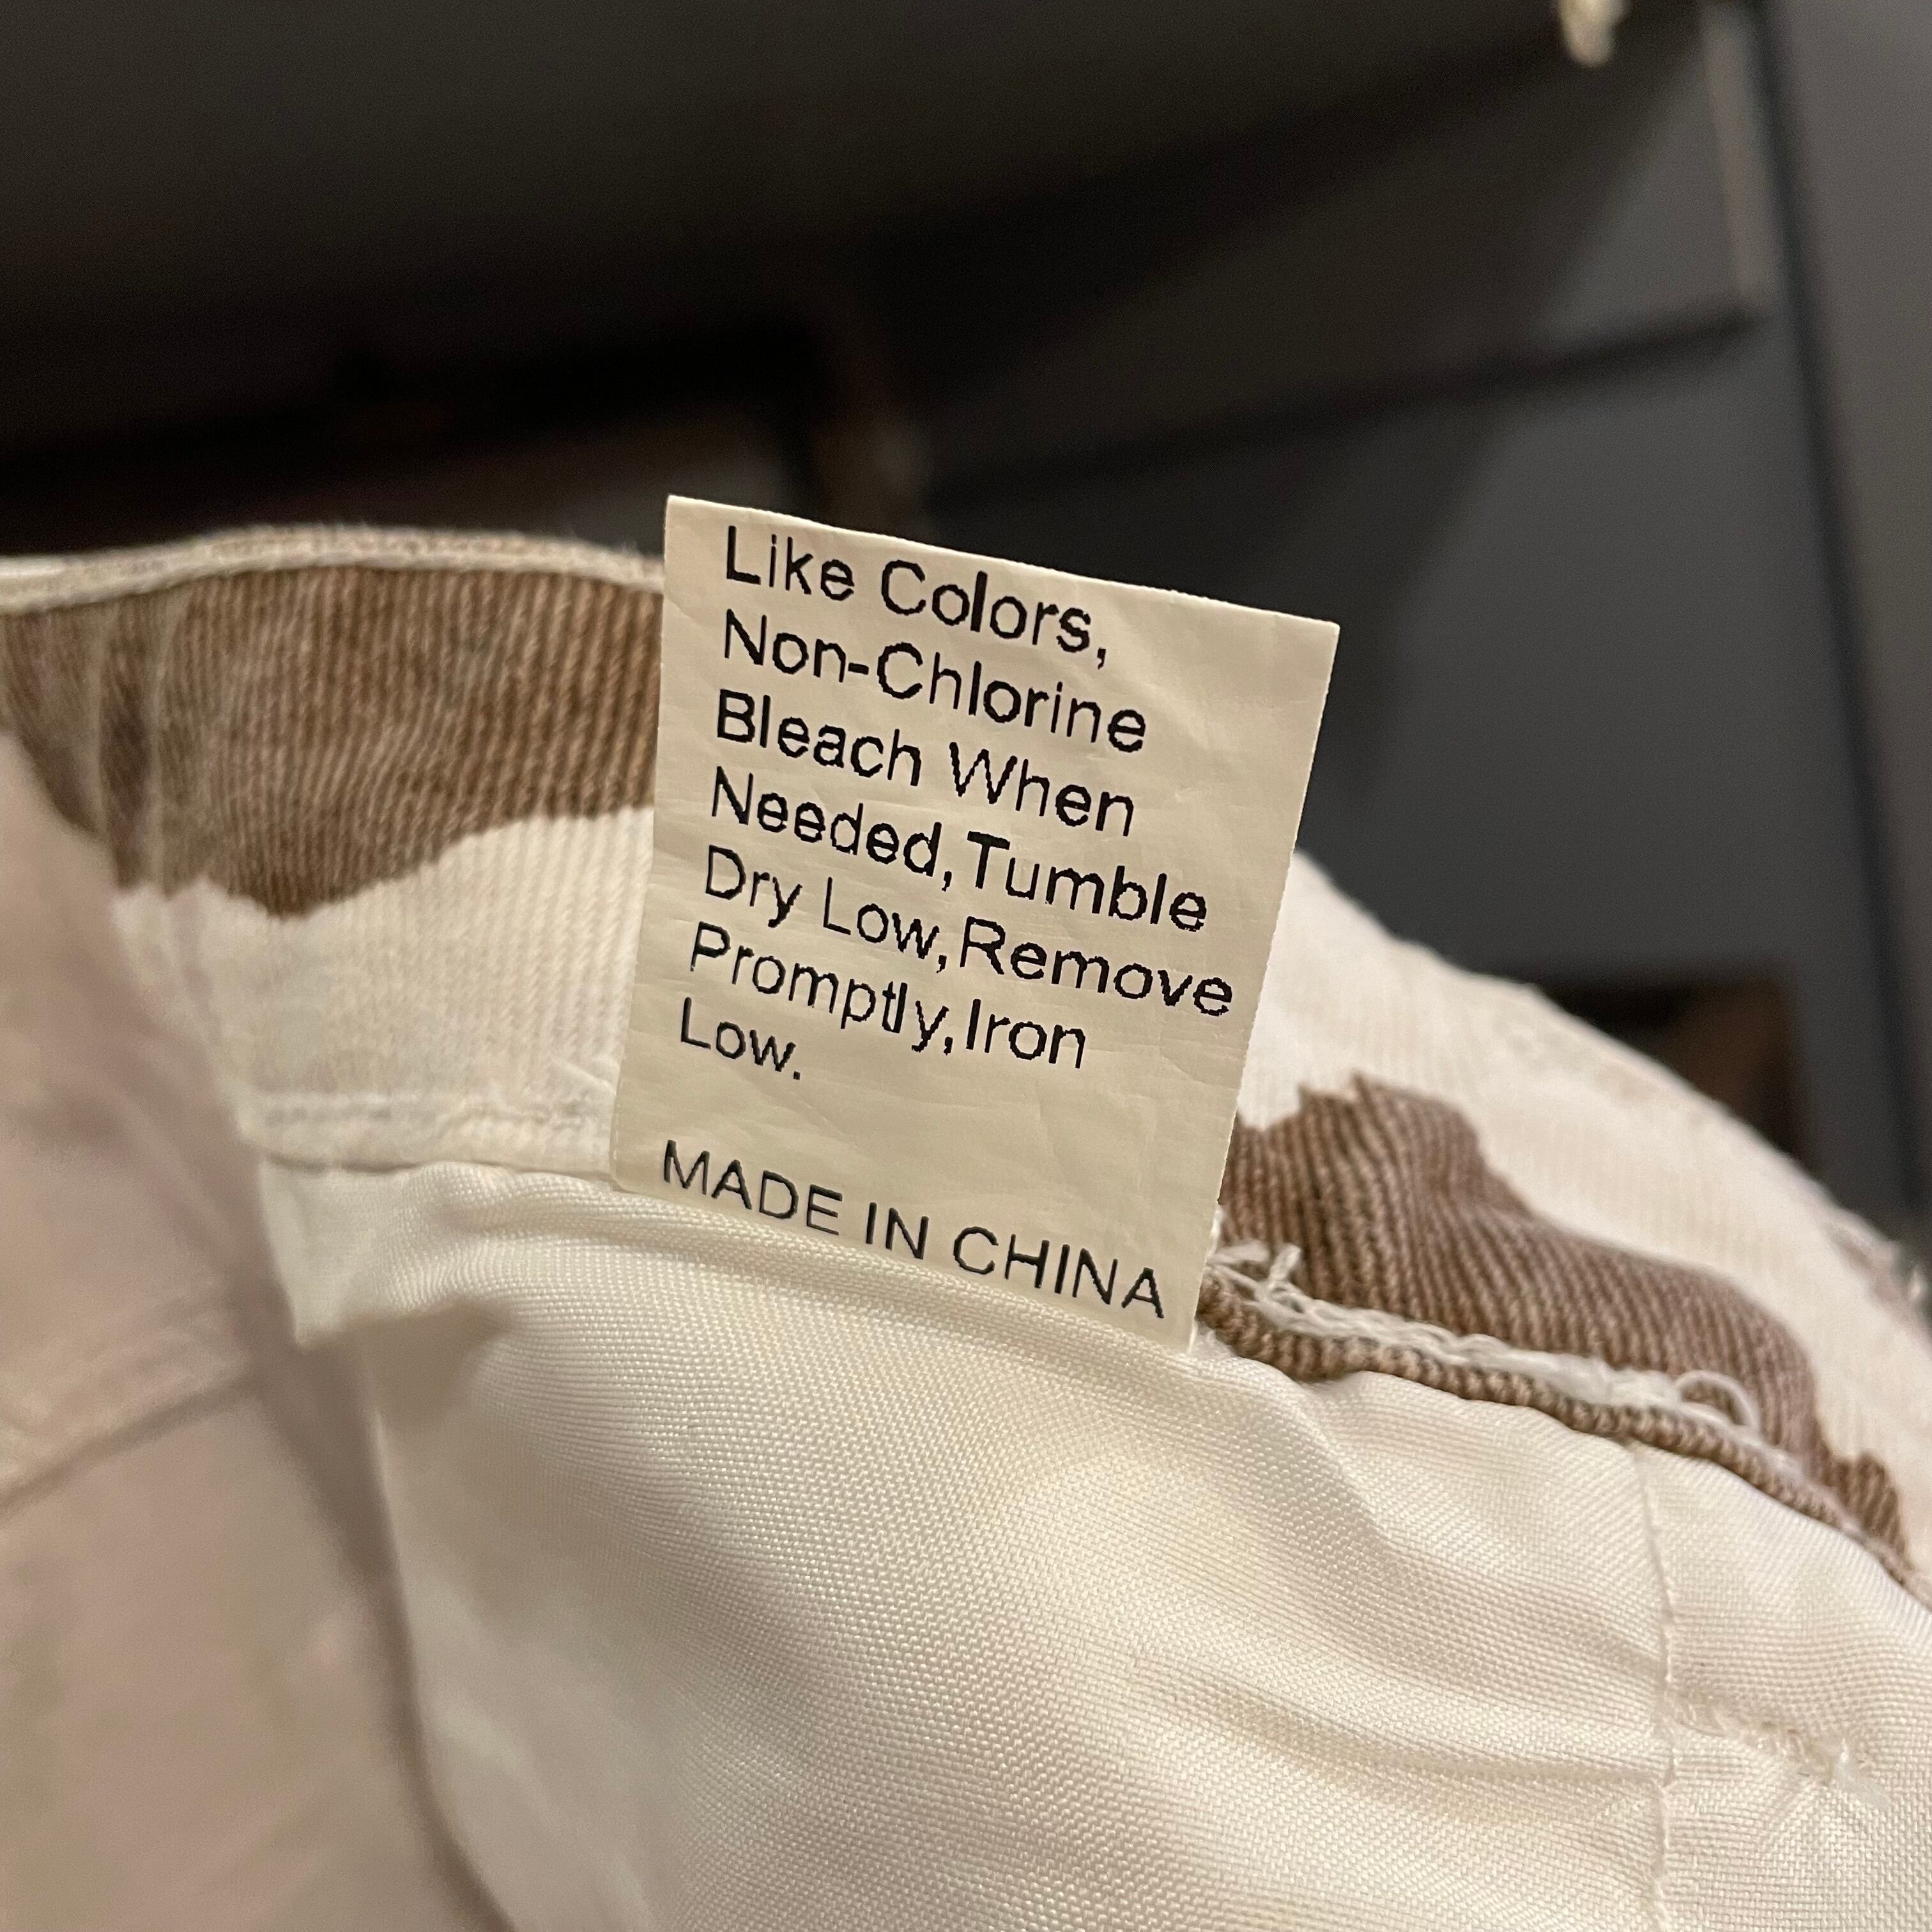 Like Colors,
Non-Chlorine
Bleach When
Needed,Tumble
Dry Low,Remove
Promptly,Iron
Low.
MADE IN CHINA